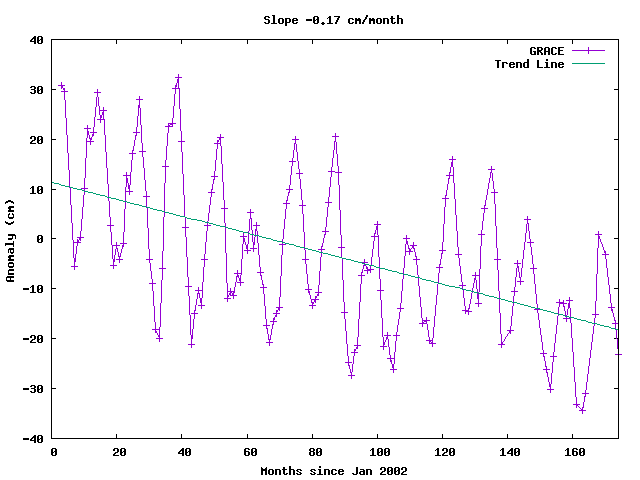 Slope -0.17 cm/month
GRACE
Trend Line
40
30
20
10
0
-10
-20
-30
-40
Anomaly (cm)
0 20 40 60 80 100 120 140 160
Months since Jan 2002